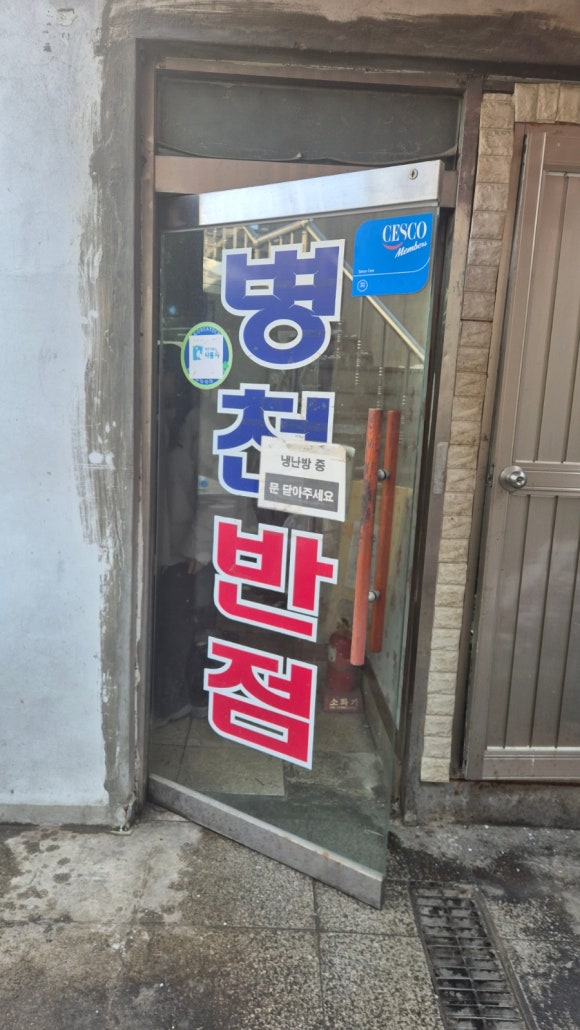 CESCO
Members
병
천
반
점
냉난방 중
문 닫아주세요
소화기